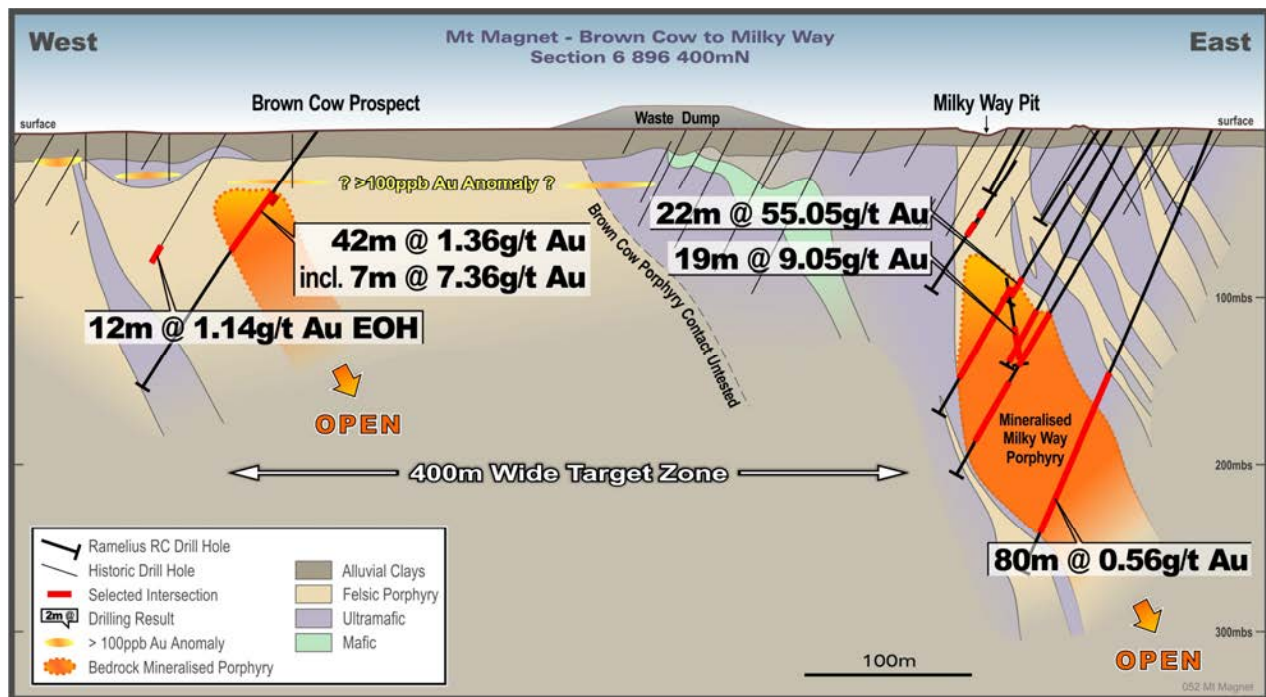 West
Mt Magnet - Brown Cow to Milky Way
Section 6 896 400mN
East
Brown Cow Prospect
Waste Dump
Milky Way Pit
surface
surface
? >100ppb Au Anomaly ?
22m @ 55.05g/t Au
42m @ 1.36g/t Au
incl. 7m @ 7.36g/t Au
19m @ 9.05g/t Au
Brown Cow Porphyry Contact Untested
100mbs
12m @ 1.14g/t Au EOH
OPEN
Mineralised
Milky Way
Porphyry
400m Wide Target Zone
200mbs
80m @ 0.56g/t Au
Ramelius RC Drill Hole
Historic Drill Hole
Selected Intersection
2m @
Drilling Result
> 100ppb Au Anomaly
Bedrock Mineralised Porphyry
Alluvial Clays
Felsic Porphyry
Ultramafic
Mafic
300mbs
100m
OPEN
052 Mt Magnet